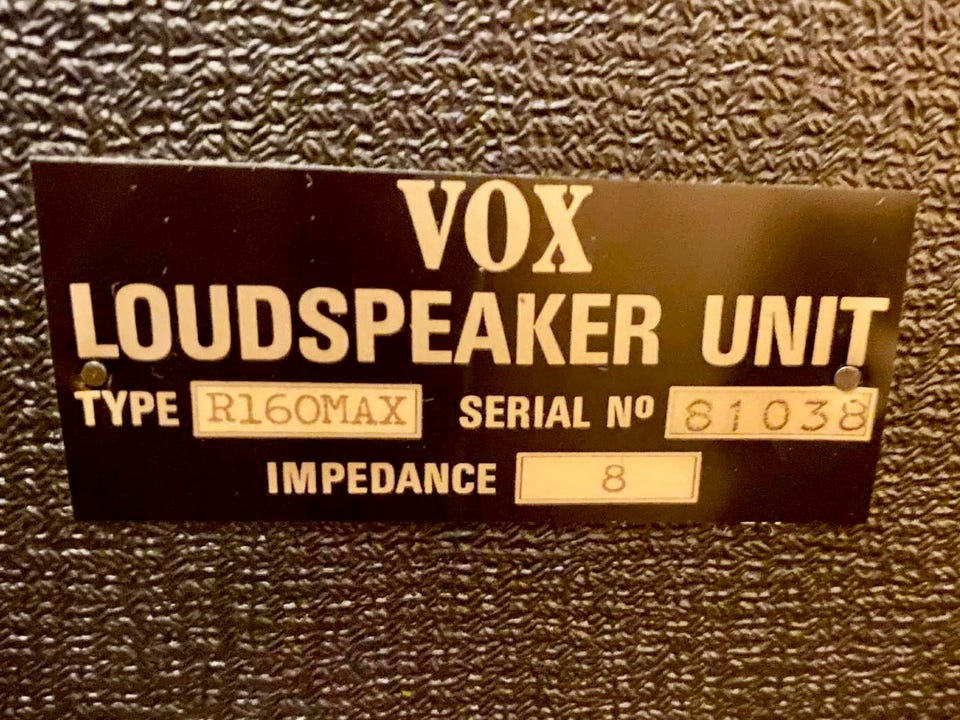 VOX
LOUDSPEAKER UNIT
TYPE R160MAX SERIAL Nº 81038
IMPEDANCE 8